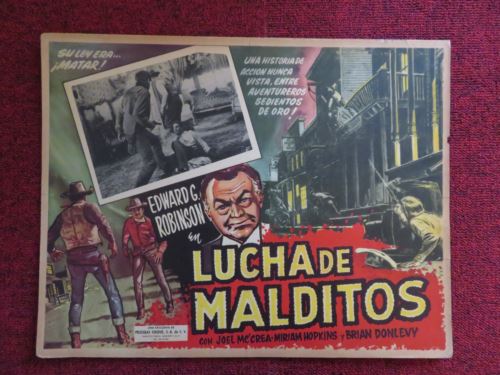 SU LEY ERA...
¡MATAR!
UNA HISTORIA DE
ACCION NUNCA
VISTA, ENTRE
AVENTUREROS
SEDIENTOS
DE ORO!
EDWARD G.
ROBINSON
en
LUCHA DE
MALDITOS
CON JOEL McCREA-MIRIAM HOPKINS Y BRIAN DONLEVY